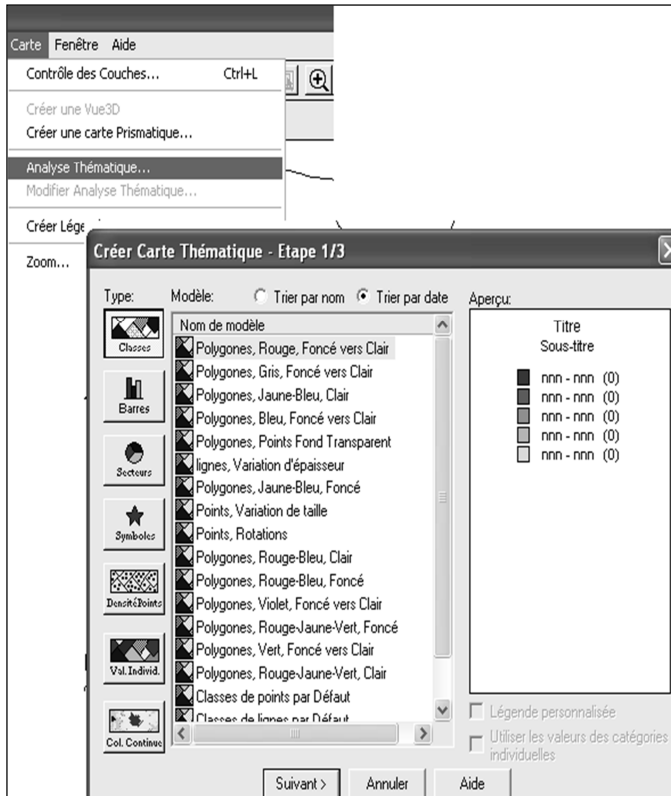 Carte Fenêtre Aide
Contrôle des Couches... Ctrl+L
Créer une Vue3D
Créer une carte Prismatique...
Analyse Thématique...
Modifier Analyse Thématique...
Créer Lége
Zoom...
Créer Carte Thématique - Etape 1/3
Type:
Classes
Barres
Secteurs
Symboles
DensitéPoints
Val.Individ.
Col. Continue
Modèle: Trier par nom Trier par date
Nom de modèle
Polygones, Rouge, Foncé vers Clair
Polygones, Gris, Foncé vers Clair
Polygones, Jaune-Bleu, Clair
Polygones, Bleu, Foncé vers Clair
Polygones, Points Fond Transparent
lignes, Variation d'épaisseur
Polygones, Jaune-Bleu, Foncé
Points, Variation de taille
Points, Rotations
Polygones, Rouge-Bleu, Clair
Polygones, Rouge-Bleu, Foncé
Polygones, Violet, Foncé vers Clair
Polygones, Rouge-Jaune-Vert, Foncé
Polygones, Vert, Foncé vers Clair
Polygones, Rouge-Jaune-Vert, Clair
Classes de points par Défaut
Classes de lignes par Défaut
Aperçu:
Titre
Sous-titre
nnn - nnn (0)
nnn - nnn (0)
nnn - nnn (0)
nnn - nnn (0)
nnn - nnn (0)
Légende personnalisée
Utiliser les valeurs des catégories
individuelles
Suivant > Annuler Aide